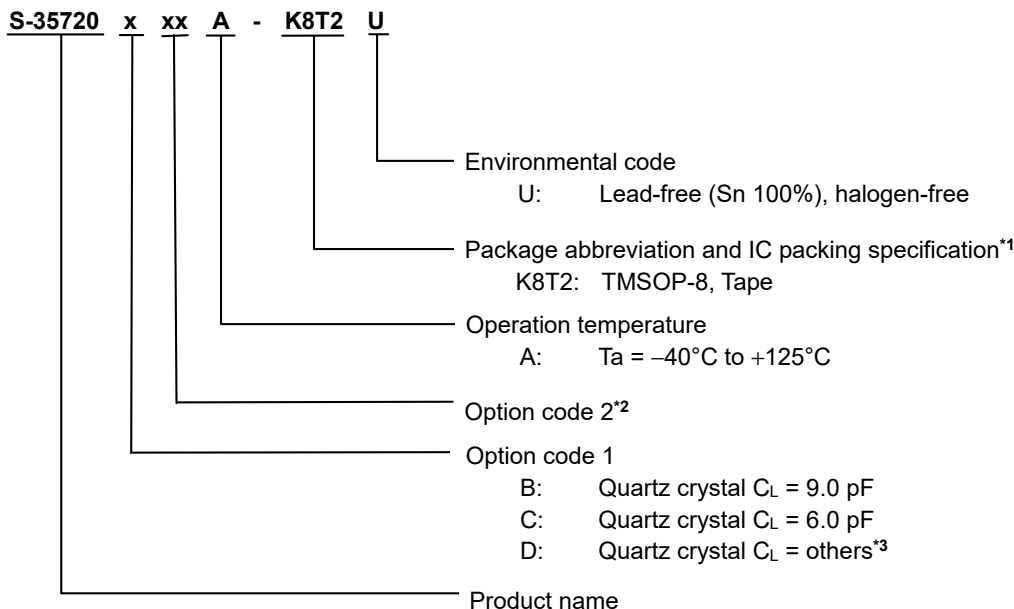 S-35720 x xx A - K8T2 U
Environmental code
U: Lead-free (Sn 100%), halogen-free
Package abbreviation and IC packing specification*1
K8T2: TMSOP-8, Tape
Operation temperature
A: Ta = −40°C to +125°C
Option code 2*2
Option code 1
B: Quartz crystal CL = 9.0 pF
C: Quartz crystal CL = 6.0 pF
D: Quartz crystal CL = others*3
Product name